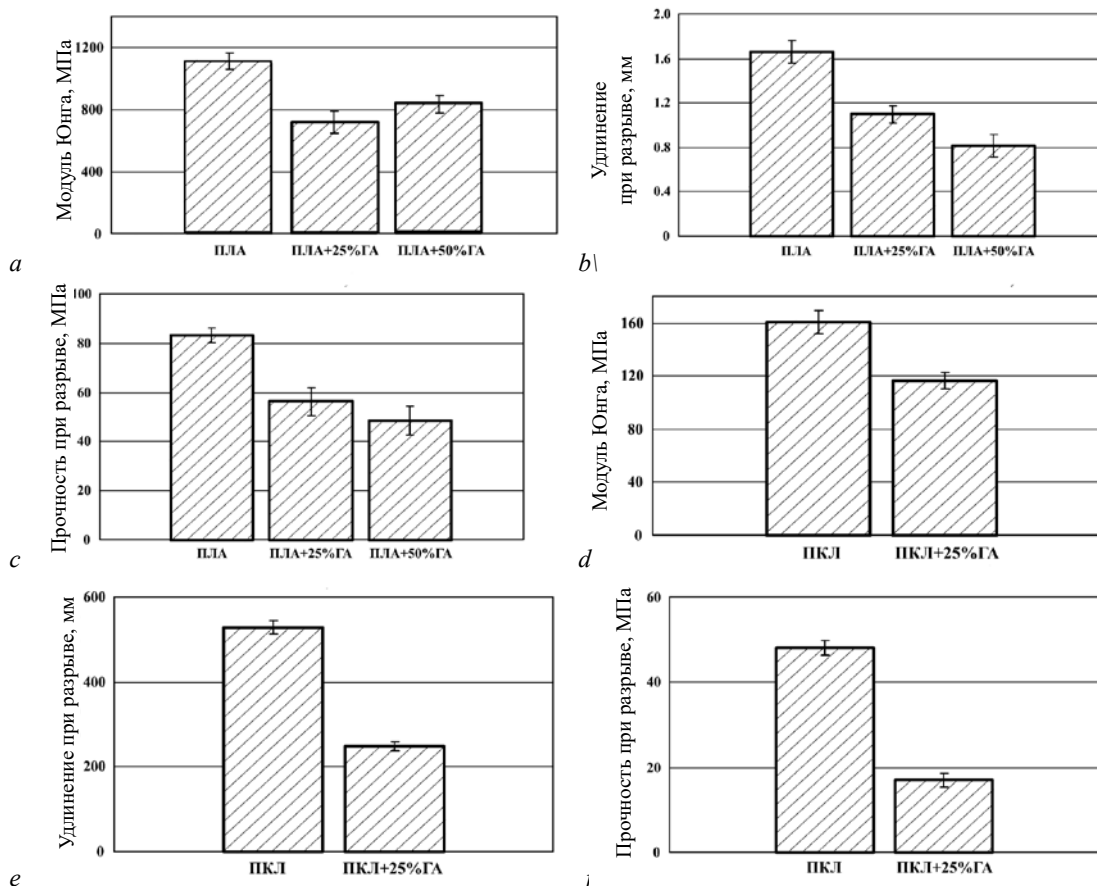 Модуль Юнга, МПа
1200
800
400
0
ПЛА ПЛА+25%ГА ПЛА+50%ГА
a
Удлинение
при разрыве, мм
2.0
1.6
1.2
0.8
0.4
0
ПЛА ПЛА+25%ГА ПЛА+50%ГА
b\
Прочность при разрыве, МПа
100
80
60
40
20
0
ПЛА ПЛА+25%ГА ПЛА+50%ГА
c
Модуль Юнга, МПа
160
120
80
40
0
ПКЛ ПКЛ+25%ГА
d
Удлинение при разрыве, мм
600
400
200
0
ПКЛ ПКЛ+25%ГА
e
Прочность при разрыве, МПа
60
40
20
0
ПКЛ ПКЛ+25%ГА